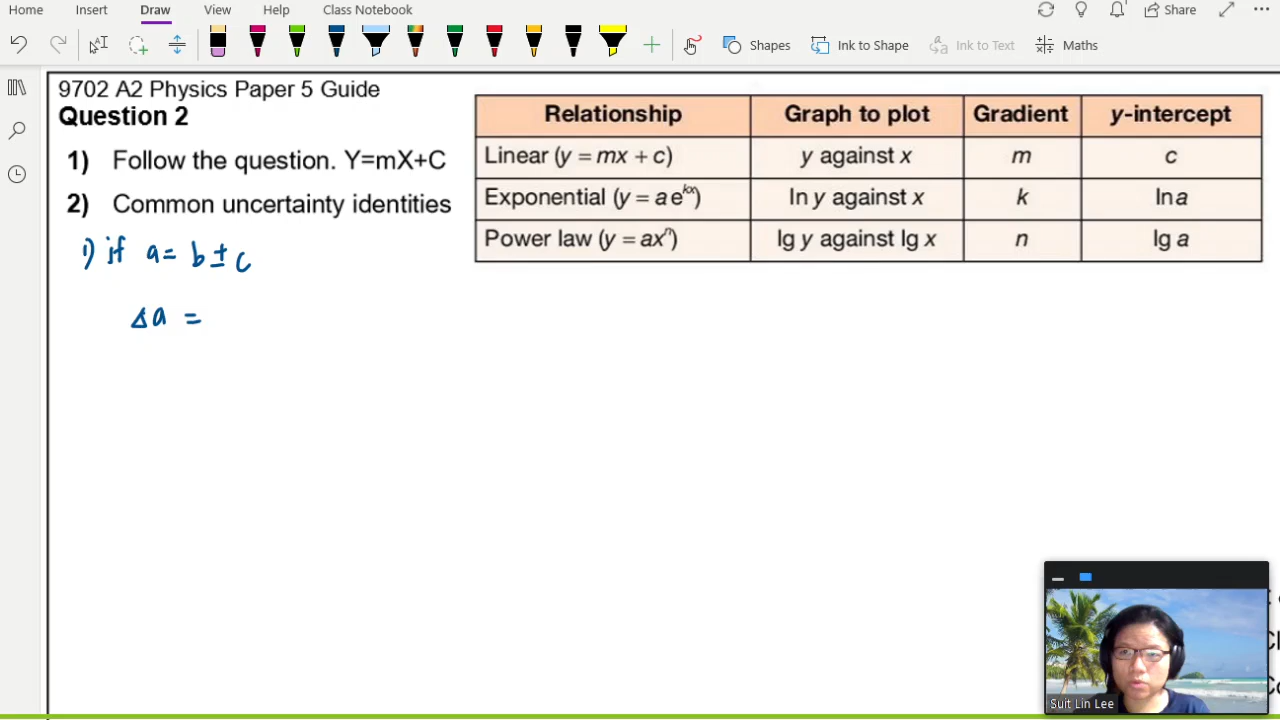 Home Insert Draw View Help Class Notebook Share
Shapes Ink to Shape Ink to Text Maths
9702 A2 Physics Paper 5 Guide
Question 2
1) Follow the question. Y=mX+C
2) Common uncertainty identities
1) if a = b ± c
Δa =
Relationship Graph to plot Gradient y-intercept
Linear (y = mx + c) y against x m c
Exponential (y = a e^kx) ln y against x k ln a
Power law (y = ax^n) lg y against lg x n lg a
Suit Lin Lee